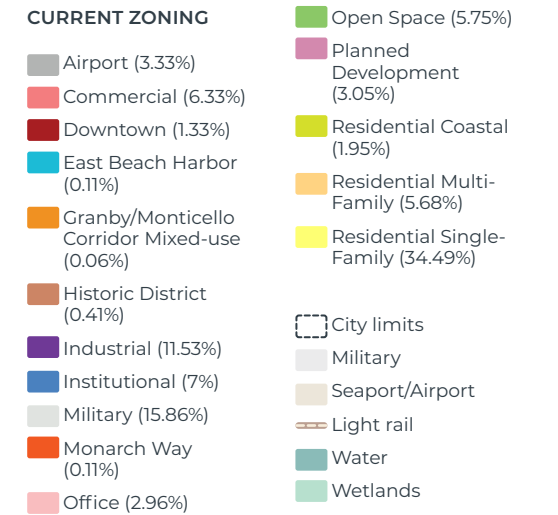 CURRENT ZONING
Airport (3.33%)
Commercial (6.33%)
Downtown (1.33%)
East Beach Harbor
(0.11%)
Granby/Monticello
Corridor Mixed-use
(0.06%)
Historic District
(0.41%)
Industrial (11.53%)
Institutional (7%)
Military (15.86%)
Monarch Way
(0.11%)
Office (2.96%)
Open Space (5.75%)
Planned
Development
(3.05%)
Residential Coastal
(1.95%)
Residential Multi-
Family (5.68%)
Residential Single-
Family (34.49%)
City limits
Military
Seaport/Airport
Light rail
Water
Wetlands